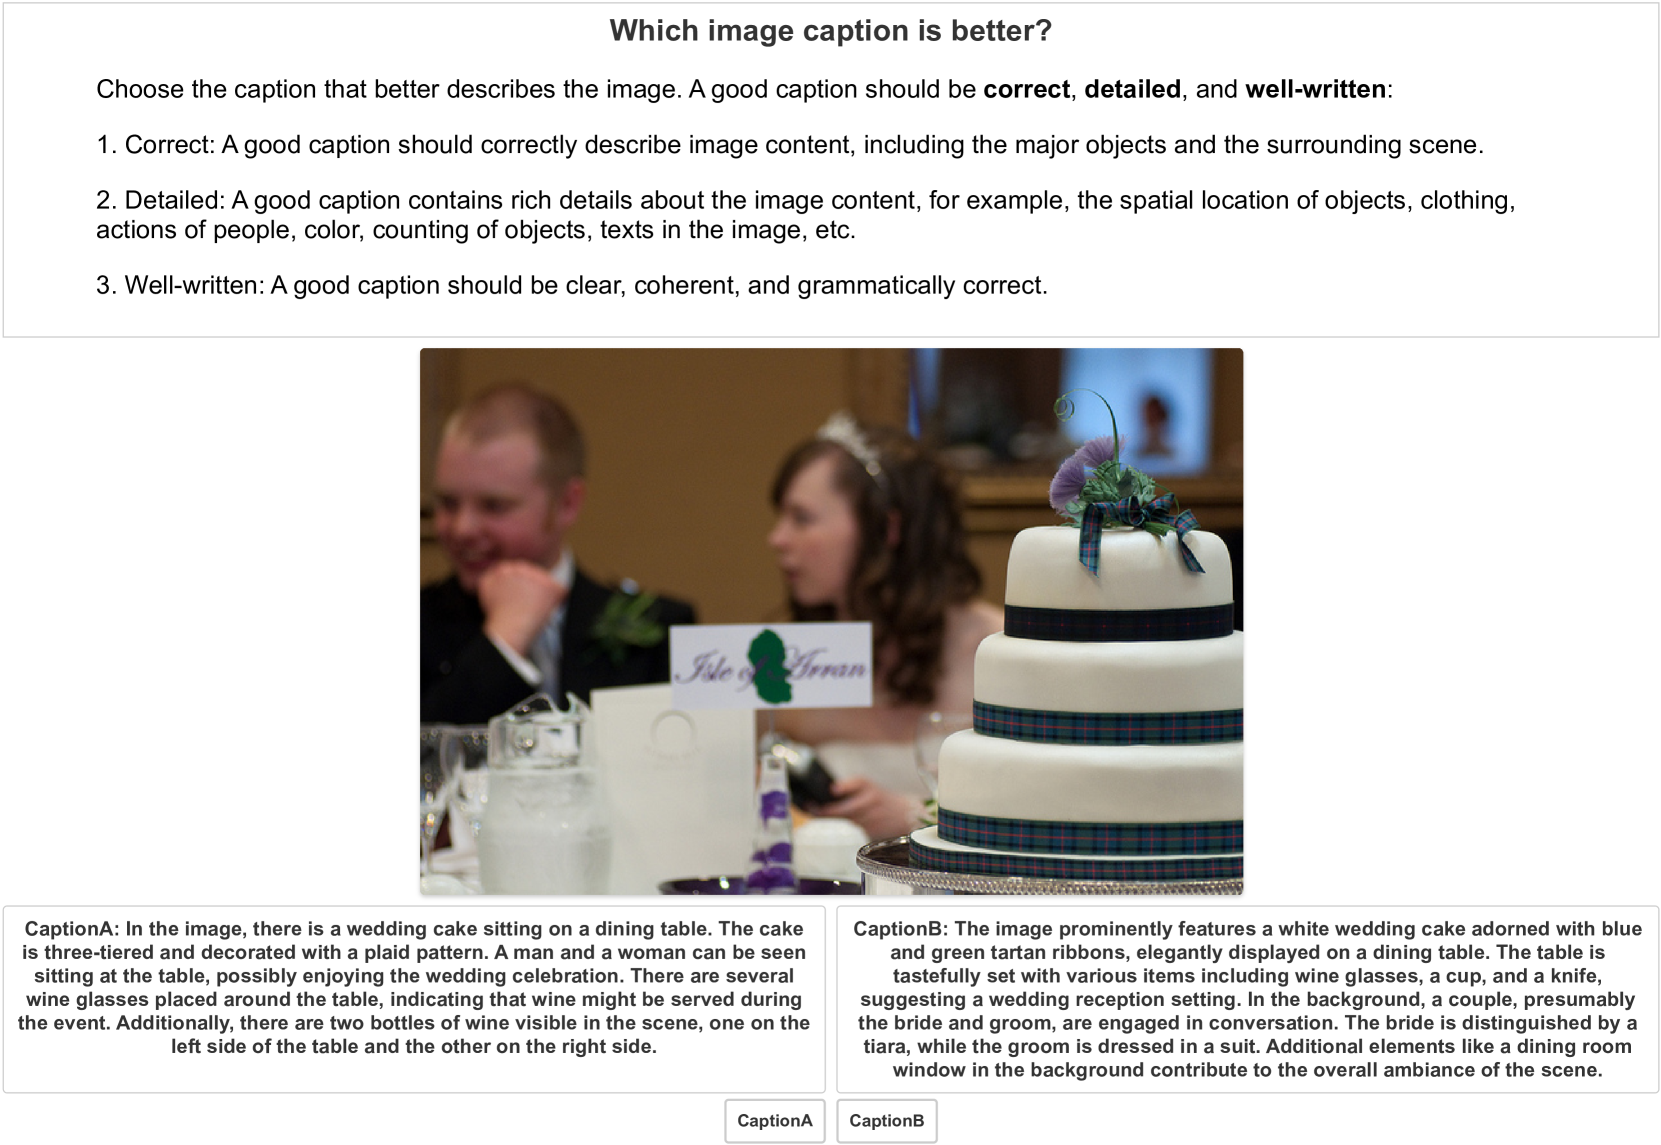 Which image caption is better?
Choose the caption that better describes the image. A good caption should be correct, detailed, and well-written:
1. Correct: A good caption should correctly describe image content, including the major objects and the surrounding scene.
2. Detailed: A good caption contains rich details about the image content, for example, the spatial location of objects, clothing,
actions of people, color, counting of objects, texts in the image, etc.
3. Well-written: A good caption should be clear, coherent, and grammatically correct.
Isle of Arran
CaptionA: In the image, there is a wedding cake sitting on a dining table. The cake
is three-tiered and decorated with a plaid pattern. A man and a woman can be seen
sitting at the table, possibly enjoying the wedding celebration. There are several
wine glasses placed around the table, indicating that wine might be served during
the event. Additionally, there are two bottles of wine visible in the scene, one on the
left side of the table and the other on the right side.
CaptionB: The image prominently features a white wedding cake adorned with blue
and green tartan ribbons, elegantly displayed on a dining table. The table is
tastefully set with various items including wine glasses, a cup, and a knife,
suggesting a wedding reception setting. In the background, a couple, presumably
the bride and groom, are engaged in conversation. The bride is distinguished by a
tiara, while the groom is dressed in a suit. Additional elements like a dining room
window in the background contribute to the overall ambiance of the scene.
CaptionA
CaptionB